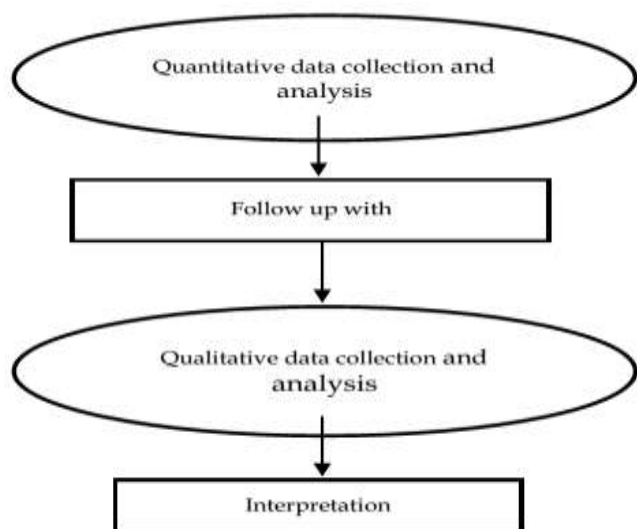 Quantitative data collection and
analysis
Follow up with
Qualitative data collection and
analysis
Interpretation